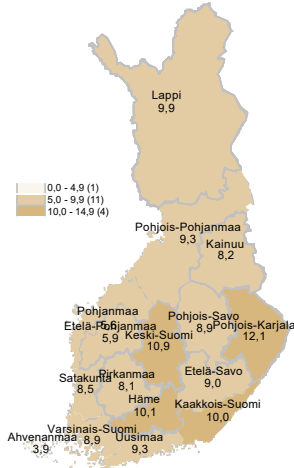 Lappi
9,9
0,0 - 4,9 (1)
5,0 - 9,9 (11)
10,0 - 14,9 (4)
Pohjois-Pohjanmaa
9,3
Kainuu
8,2
Pohjanmaa
5,6
Etelä-Pohjanmaa
5,9
Keski-Suomi
10,9
Pohjois-Savo
8,9
Pohjois-Karjala
12,1
Satakunta
8,5
Pirkanmaa
8,1
Etelä-Savo
9,0
Häme
10,1
Kaakkois-Suomi
10,0
Varsinais-Suomi
8,9
Ahvenanmaa
3,9
Uusimaa
9,3